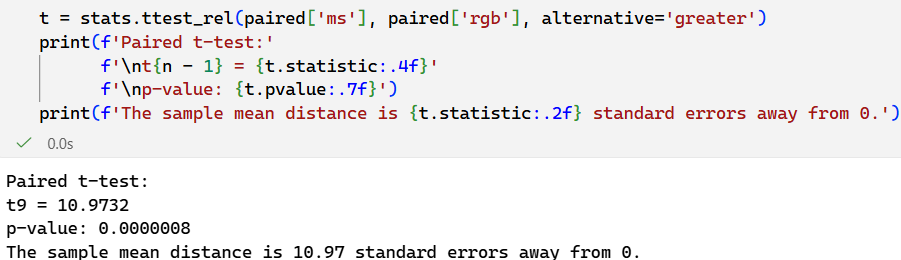 t = stats.ttest_rel(paired['ms'], paired['rgb'], alternative='greater')
print(f'Paired t-test:'
      f'\nt{n - 1} = {t.statistic:.4f}'
      f'\np-value: {t.pvalue:.7f}')
print(f'The sample mean distance is {t.statistic:.2f} standard errors away from 0.')
0.0s
Paired t-test:
t9 = 10.9732
p-value: 0.0000008
The sample mean distance is 10.97 standard errors away from 0.